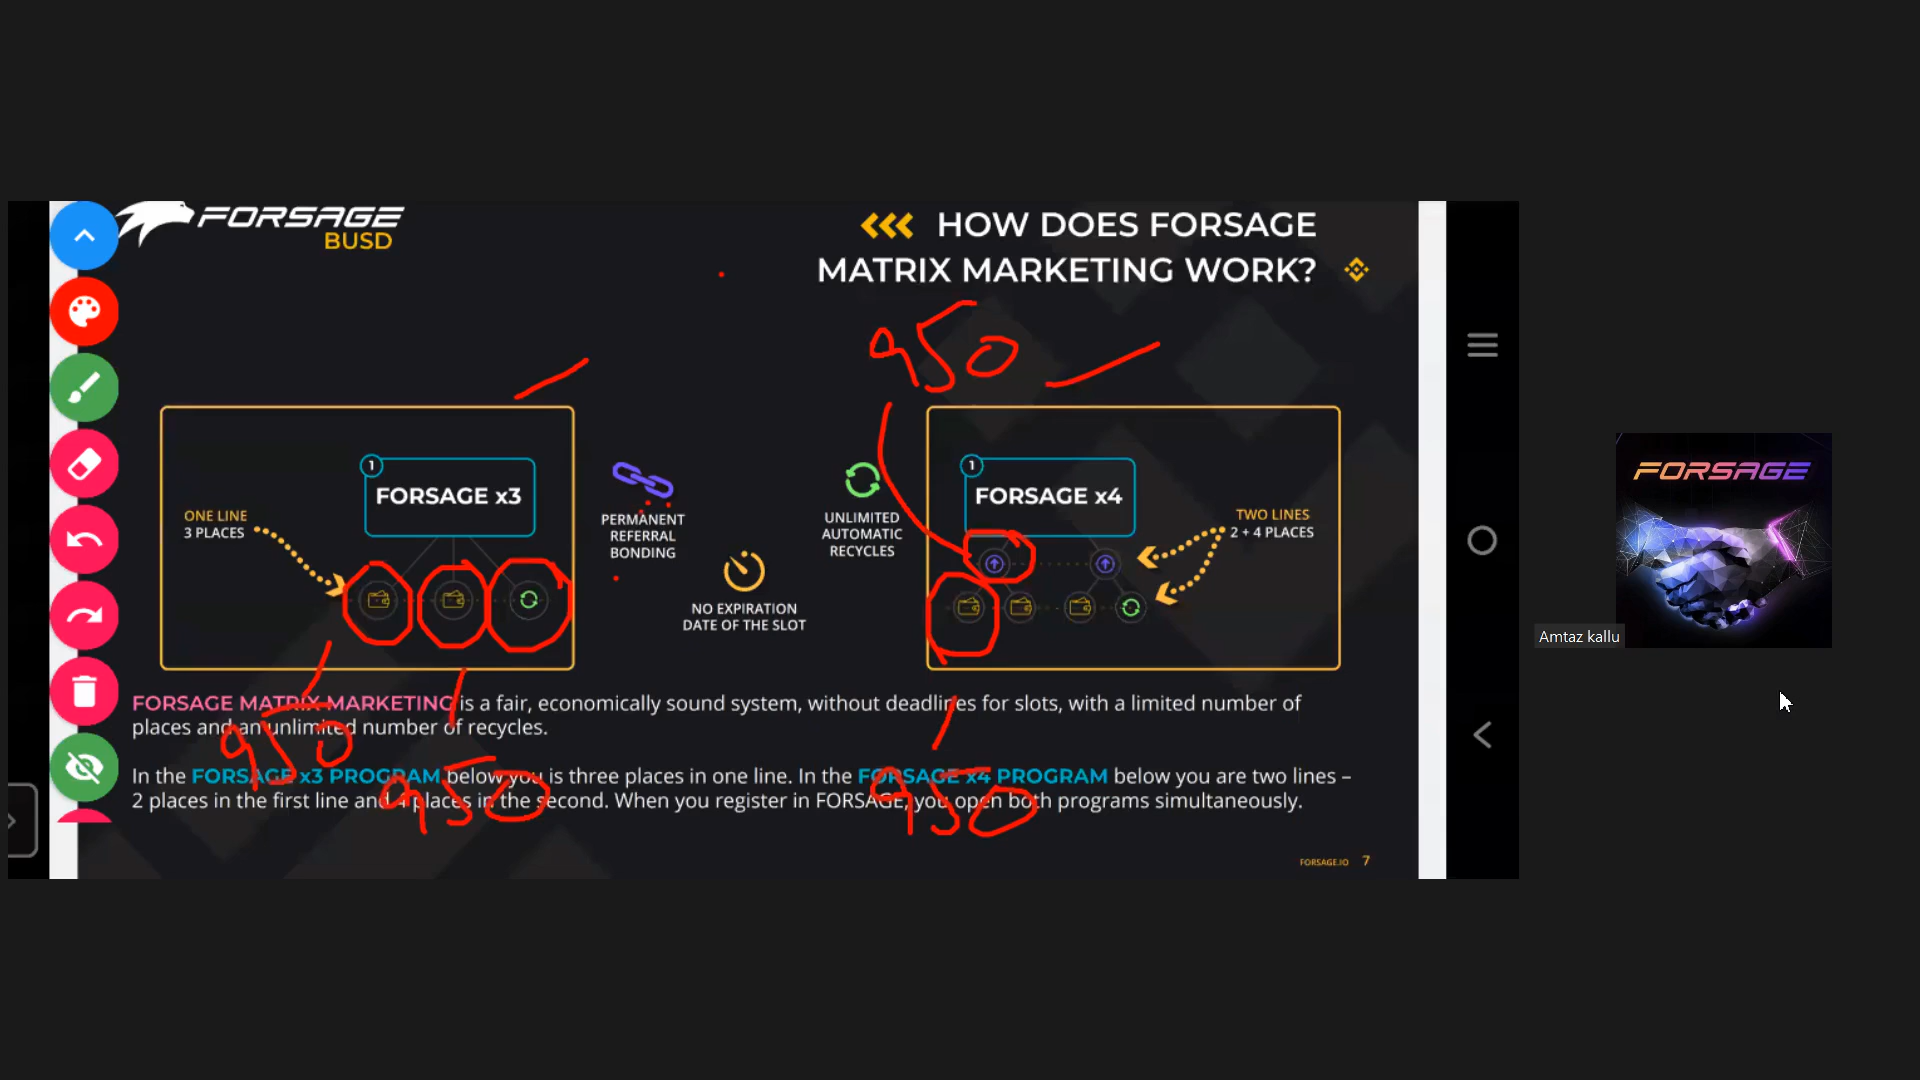 FORSAGE
BUSD
HOW DOES FORSAGE
MATRIX MARKETING WORK?
950
1
FORSAGE x3
ONE LINE
3 PLACES
PERMANENT
REFERRAL
BONDING
NO EXPIRATION
DATE OF THE SLOT
UNLIMITED
AUTOMATIC
RECYCLES
1
FORSAGE x4
TWO LINES
2 + 4 PLACES
FORSAGE MATRIX MARKETING is a fair, economically sound system, without deadlines for slots, with a limited number of
places and an unlimited number of recycles.
950
In the FORSAGE x3 PROGRAM below you is three places in one line. In the FORSAGE x4 PROGRAM below you are two lines –
2 places in the first line and 4 places in the second. When you register in FORSAGE, you open both programs simultaneously.
950
950
FORSAGE.IO 7
FORSAGE
Amtaz kallu